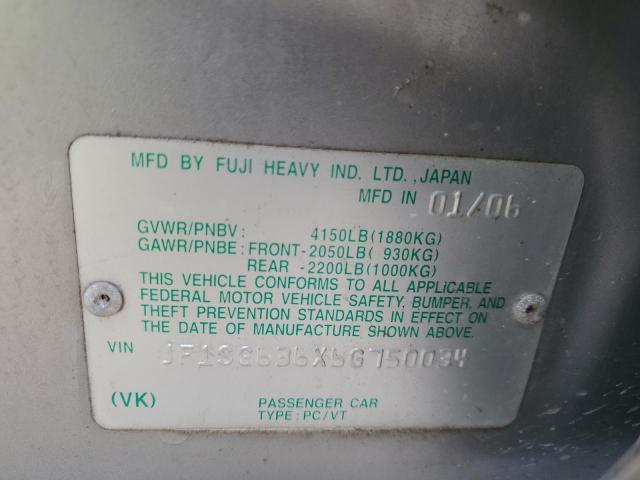 MFD BY FUJI HEAVY IND. LTD., JAPAN
MFD IN 01/06
GVWR/PNBV: 4150LB(1880KG)
GAWR/PNBE: FRONT-2050LB( 930KG)
REAR -2200LB(1000KG)
THIS VEHICLE CONFORMS TO ALL APPLICABLE
FEDERAL MOTOR VEHICLE SAFETY, BUMPER, AND
THEFT PREVENTION STANDARDS IN EFFECT ON
THE DATE OF MANUFACTURE SHOWN ABOVE.
VIN JF1SG636X6G750034
(VK) PASSENGER CAR
TYPE: PC/VT